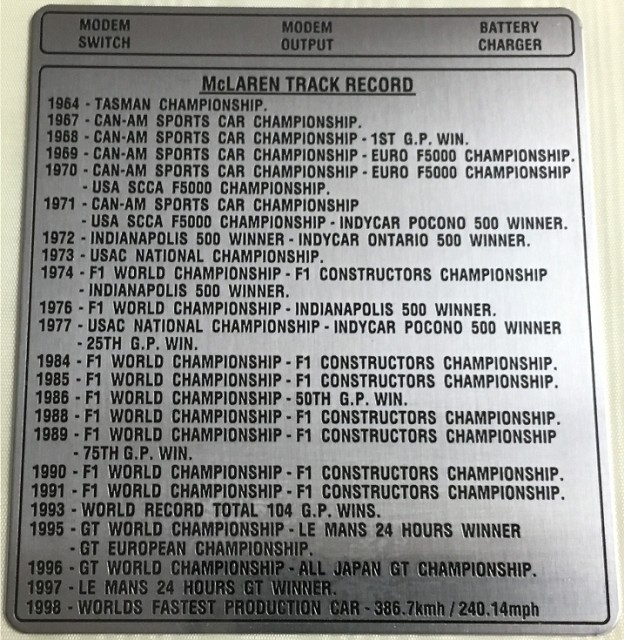 MODEM MODEM BATTERY
SWITCH OUTPUT CHARGER
McLAREN TRACK RECORD
1964 - TASMAN CHAMPIONSHIP.
1967 - CAN-AM SPORTS CAR CHAMPIONSHIP.
1968 - CAN-AM SPORTS CAR CHAMPIONSHIP - 1ST G.P. WIN.
1969 - CAN-AM SPORTS CAR CHAMPIONSHIP - EURO F5000 CHAMPIONSHIP.
1970 - CAN-AM SPORTS CAR CHAMPIONSHIP - EURO F5000 CHAMPIONSHIP
- USA SCCA F5000 CHAMPIONSHIP.
1971 - CAN-AM SPORTS CAR CHAMPIONSHIP
- USA SCCA F5000 CHAMPIONSHIP - INDYCAR POCONO 500 WINNER.
1972 - INDIANAPOLIS 500 WINNER - INDYCAR ONTARIO 500 WINNER.
1973 - USAC NATIONAL CHAMPIONSHIP.
1974 - F1 WORLD CHAMPIONSHIP - F1 CONSTRUCTORS CHAMPIONSHIP
- INDIANAPOLIS 500 WINNER.
1976 - F1 WORLD CHAMPIONSHIP - INDIANAPOLIS 500 WINNER.
1977 - USAC NATIONAL CHAMPIONSHIP - INDYCAR POCONO 500 WINNER
- 25TH G.P. WIN.
1984 - F1 WORLD CHAMPIONSHIP - F1 CONSTRUCTORS CHAMPIONSHIP.
1985 - F1 WORLD CHAMPIONSHIP - F1 CONSTRUCTORS CHAMPIONSHIP.
1986 - F1 WORLD CHAMPIONSHIP - 50TH G.P. WIN.
1988 - F1 WORLD CHAMPIONSHIP - F1 CONSTRUCTORS CHAMPIONSHIP.
1989 - F1 WORLD CHAMPIONSHIP - F1 CONSTRUCTORS CHAMPIONSHIP
- 75TH G.P. WIN.
1990 - F1 WORLD CHAMPIONSHIP - F1 CONSTRUCTORS CHAMPIONSHIP.
1991 - F1 WORLD CHAMPIONSHIP - F1 CONSTRUCTORS CHAMPIONSHIP.
1993 - WORLD RECORD TOTAL 104 G.P. WINS.
1995 - GT WORLD CHAMPIONSHIP - LE MANS 24 HOURS WINNER
- GT EUROPEAN CHAMPIONSHIP.
1996 - GT WORLD CHAMPIONSHIP - ALL JAPAN GT CHAMPIONSHIP.
1997 - LE MANS 24 HOURS GT WINNER.
1998 - WORLDS FASTEST PRODUCTION CAR - 386.7kmh / 240.14mph